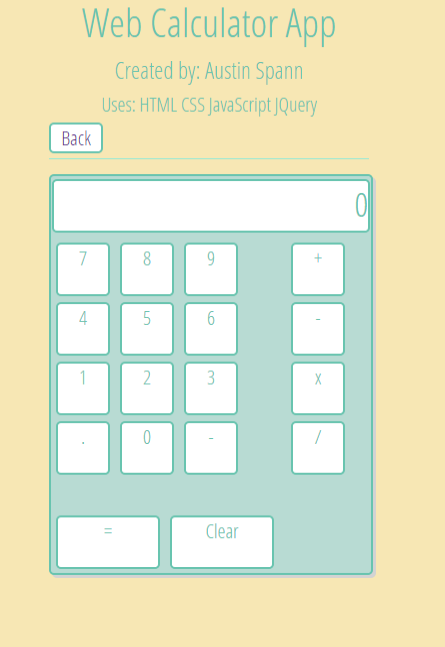 Web Calculator App
Created by: Austin Spann
Uses: HTML CSS JavaScript JQuery
Back
0
7 8 9 +
4 5 6 -
1 2 3 x
. 0 - /
= Clear